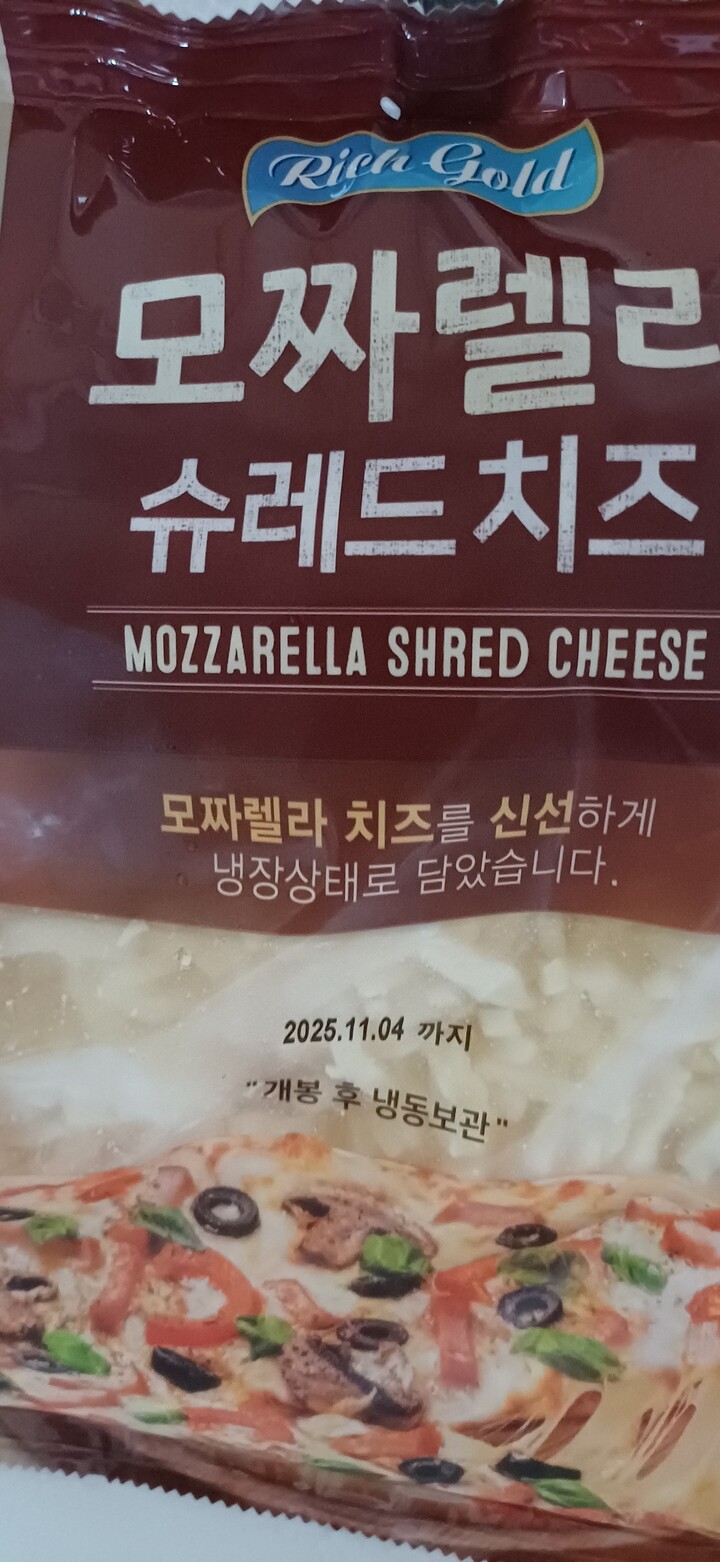 Rich Gold
모짜렐라
슈레드치즈
MOZZARELLA SHRED CHEESE
모짜렐라 치즈를 신선하게
냉장상태로 담았습니다.
2025.11.04 까지
"개봉 후 냉동보관"